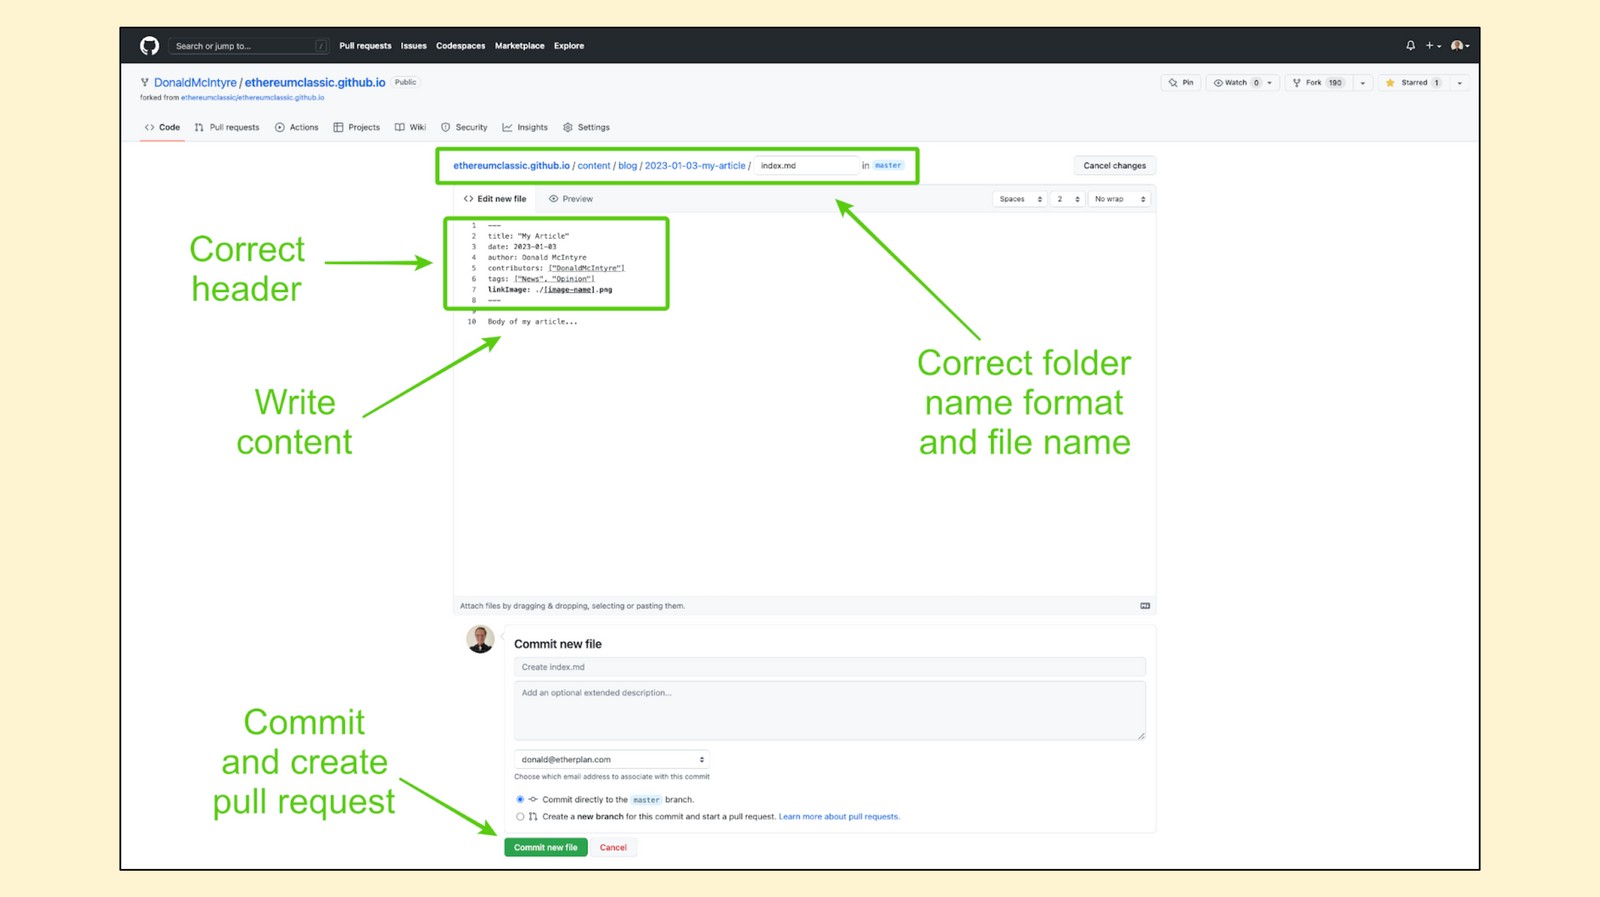 Search or jump to... /
Pull requests Issues Codespaces Marketplace Explore
DonaldMcIntyre / ethereumclassic.github.io Public
forked from ethereumclassic/ethereumclassic.github.io
Pin Watch 0 Fork 190 Starred 1
Code Pull requests Actions Projects Wiki Security Insights Settings
ethereumclassic.github.io / content / blog / 2023-01-03-my-article / index.md in master
Cancel changes
Edit new file Preview
Spaces 2 No wrap
1 ---
2 title: "My Article"
3 date: 2023-01-03
4 author: Donald McIntyre
5 contributors: ["DonaldMcIntyre"]
6 tags: ["News", "Opinion"]
7 linkImage: ./[image-name].png
8 ---
9
10 Body of my article...
Correct
header
Write
content
Correct folder
name format
and file name
Attach files by dragging & dropping, selecting or pasting them.
Commit new file
Create index.md
Add an optional extended description...
donald@etherplan.com
Choose which email address to associate with this commit
Commit directly to the master branch.
Create a new branch for this commit and start a pull request. Learn more about pull requests.
Commit
and create
pull request
Commit new file Cancel